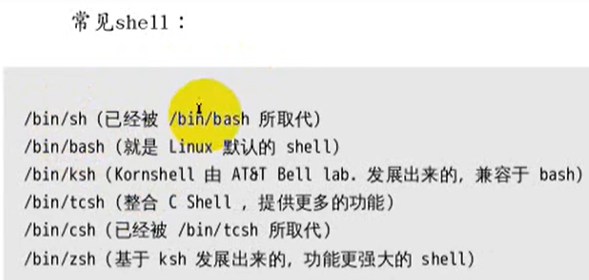 常见shell：
/bin/sh (已经被 /bin/bash 所取代)
/bin/bash (就是 Linux 默认的 shell)
/bin/ksh (Kornshell 由 AT&T Bell lab. 发展出来的, 兼容于 bash)
/bin/tcsh (整合 C Shell , 提供更多的功能)
/bin/csh (已经被 /bin/tcsh 所取代)
/bin/zsh (基于 ksh 发展出来的, 功能更强大的 shell)